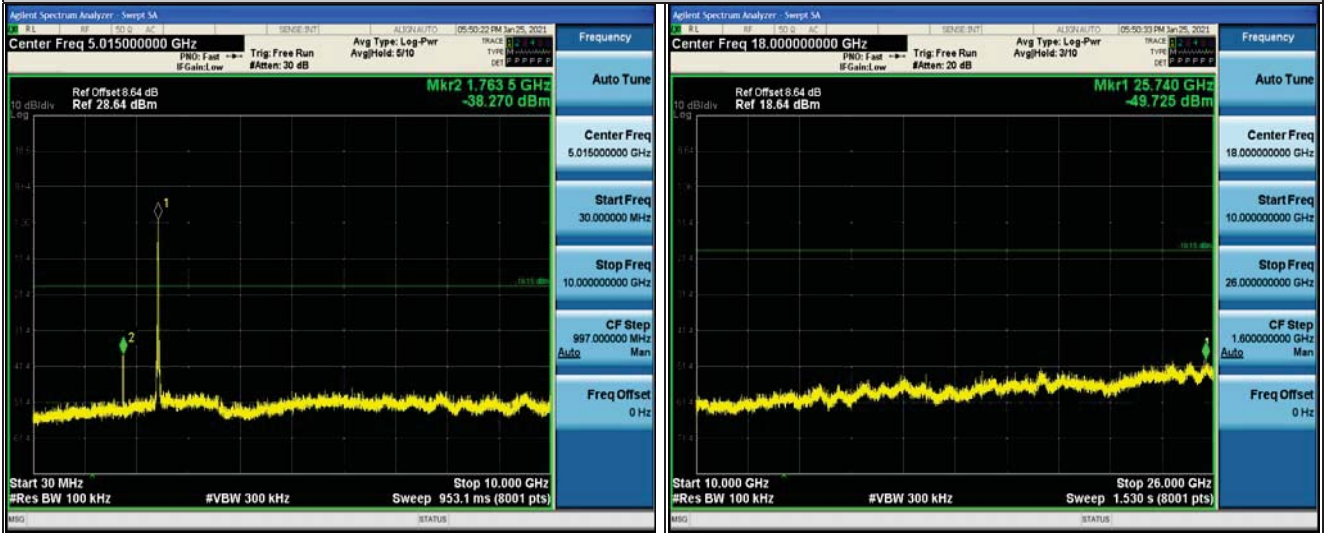 Agilent Spectrum Analyzer - Swept SA
RL RF 50 Ω AC SENSE:INT ALIGN AUTO 05:50:22 PM Jan 25, 2021
Center Freq 5.015000000 GHz
PNO: Fast
IFGain:Low
Trig: Free Run
#Atten: 30 dB
Avg Type: Log-Pwr
Avg|Hold: 5/10
TRACE
TYPE
DET P P P P P P
Ref Offset 8.64 dB
Ref 28.64 dBm
10 dB/div
Log
Mkr2 1.763 5 GHz
-38.270 dBm
1
2
Start 30 MHz
Stop 10.000 GHz
#Res BW 100 kHz
#VBW 300 kHz
Sweep 953.1 ms (8001 pts)
MSG
STATUS
Frequency
Auto Tune
Center Freq
5.015000000 GHz
Start Freq
30.000000 MHz
Stop Freq
10.000000000 GHz
CF Step
997.000000 MHz
Auto Man
Freq Offset
0 Hz
Agilent Spectrum Analyzer - Swept SA
RL RF 50 Ω AC SENSE:INT ALIGN AUTO 05:50:33 PM Jan 25, 2021
Center Freq 18.000000000 GHz
PNO: Fast
IFGain:Low
Trig: Free Run
#Atten: 20 dB
Avg Type: Log-Pwr
Avg|Hold: 3/10
TRACE
TYPE
DET P P P P P P
Ref Offset 8.64 dB
Ref 18.64 dBm
10 dB/div
Log
Mkr1 25.740 GHz
-49.725 dBm
1
Start 10.000 GHz
Stop 26.000 GHz
#Res BW 100 kHz
#VBW 300 kHz
Sweep 1.530 s (8001 pts)
MSG
STATUS
Frequency
Auto Tune
Center Freq
18.000000000 GHz
Start Freq
10.000000000 GHz
Stop Freq
26.000000000 GHz
CF Step
1.600000000 GHz
Auto Man
Freq Offset
0 Hz